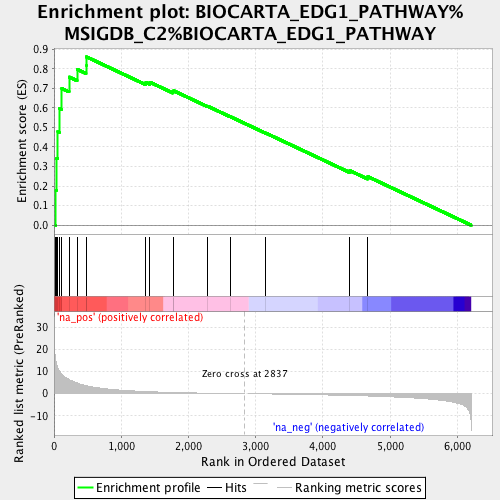 Enrichment plot: BIOCARTA_EDG1_PATHWAY%
MSIGDB_C2%BIOCARTA_EDG1_PATHWAY
Enrichment score (ES)
0.9
0.8
0.7
0.6
0.5
0.4
0.3
0.2
0.1
0.0
'na_pos' (positively correlated)
Ranked list metric (PreRanked)
30
20
10
0
-10
Zero cross at 2837
'na_neg' (negatively correlated)
0 1,000 2,000 3,000 4,000 5,000 6,000
Rank in Ordered Dataset
Enrichment profile Hits Ranking metric scores